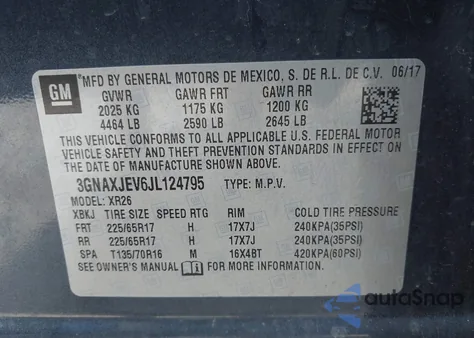 GM
*MFD BY GENERAL MOTORS DE MEXICO, S. DE R.L. DE C.V. 06/17
GVWR GAWR FRT GAWR RR
2025 KG 1175 KG 1200 KG
4464 LB 2590 LB 2645 LB
THIS VEHICLE CONFORMS TO ALL APPLICABLE U.S. FEDERAL MOTOR
VEHICLE SAFETY AND THEFT PREVENTION STANDARDS IN EFFECT ON THE DATE
OF MANUFACTURE SHOWN ABOVE.
3GNAXJEV6JL124795 TYPE: M.P.V.
MODEL: XR26
XBKJ TIRE SIZE SPEED RTG RIM COLD TIRE PRESSURE
FRT 225/65R17 H 17X7J 240KPA(35PSI)
RR 225/65R17 H 17X7J 240KPA(35PSI)
SPA T135/70R16 M 16X4BT 420KPA(60PSI)
SEE OWNER'S MANUAL FOR MORE INFORMATION
autoSnap